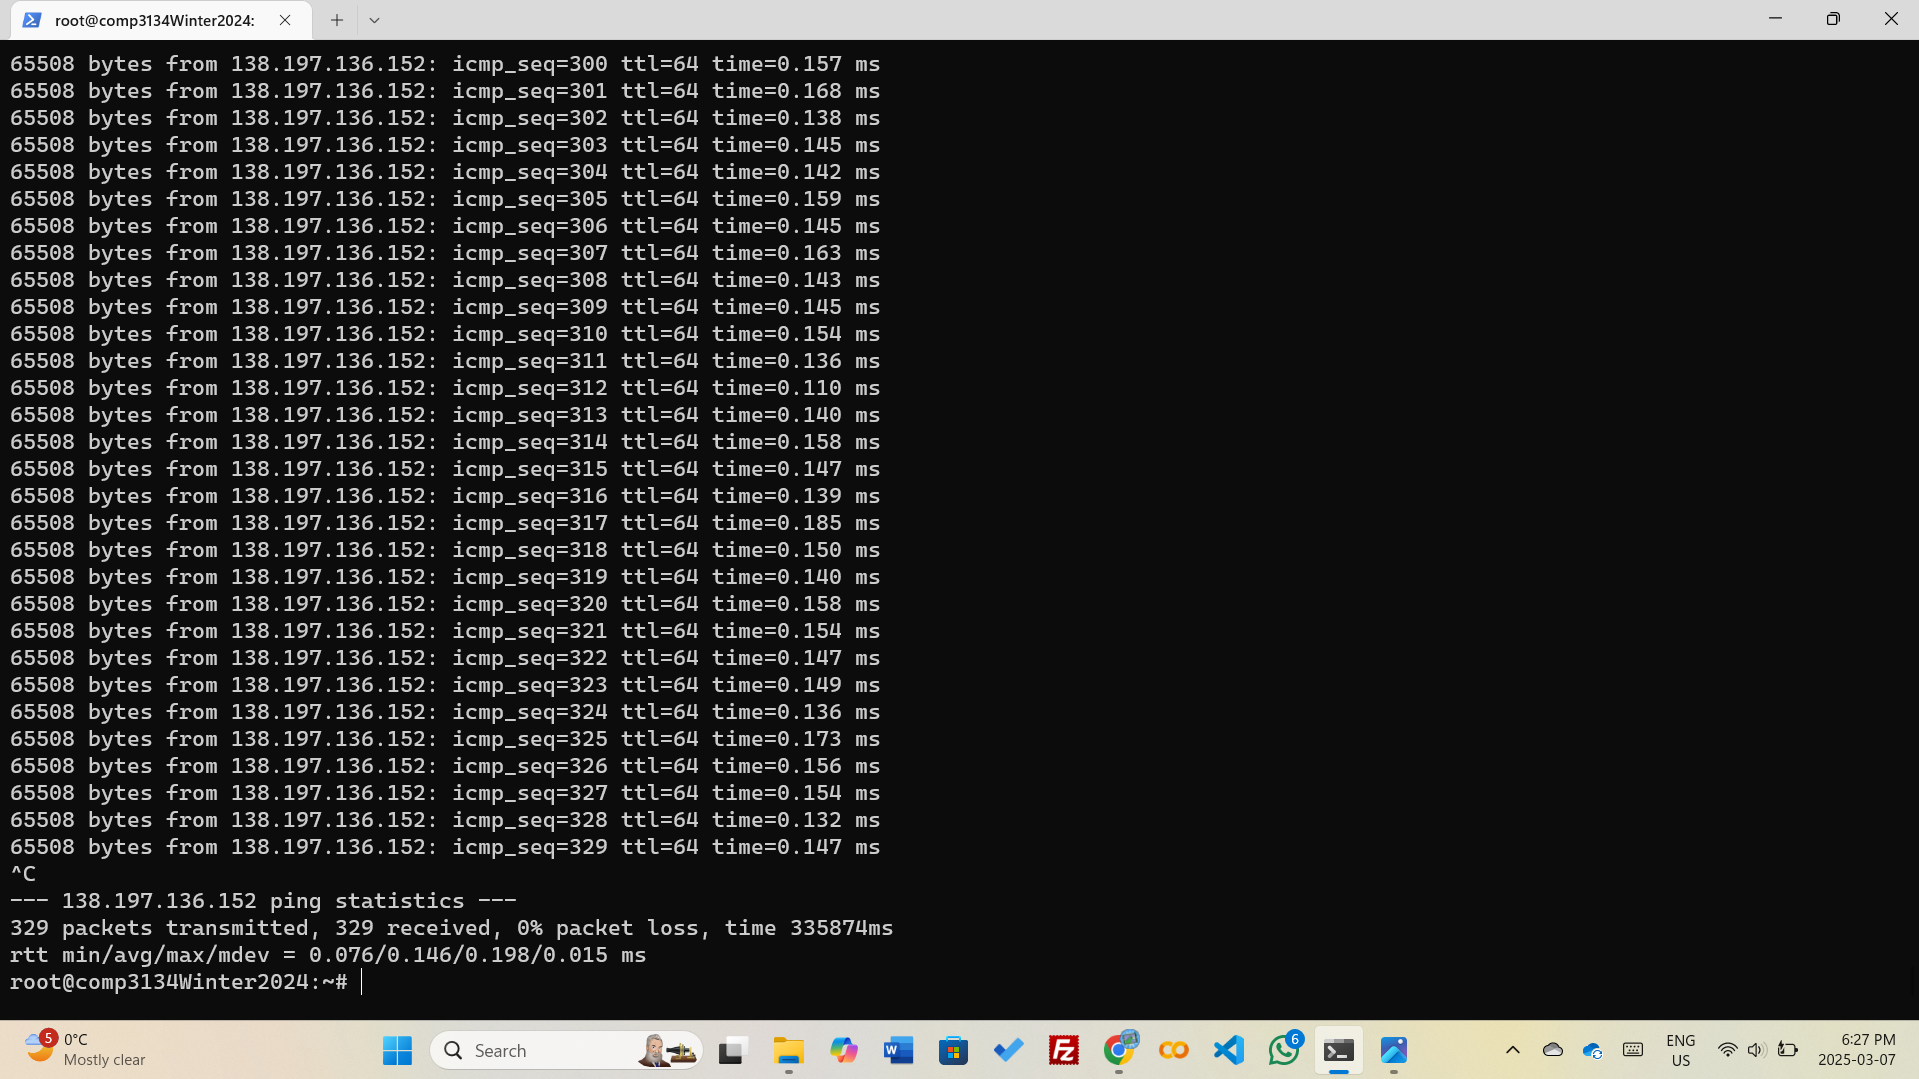 root@comp3134Winter2024:
65508 bytes from 138.197.136.152: icmp_seq=300 ttl=64 time=0.157 ms
65508 bytes from 138.197.136.152: icmp_seq=301 ttl=64 time=0.168 ms
65508 bytes from 138.197.136.152: icmp_seq=302 ttl=64 time=0.138 ms
65508 bytes from 138.197.136.152: icmp_seq=303 ttl=64 time=0.145 ms
65508 bytes from 138.197.136.152: icmp_seq=304 ttl=64 time=0.142 ms
65508 bytes from 138.197.136.152: icmp_seq=305 ttl=64 time=0.159 ms
65508 bytes from 138.197.136.152: icmp_seq=306 ttl=64 time=0.145 ms
65508 bytes from 138.197.136.152: icmp_seq=307 ttl=64 time=0.163 ms
65508 bytes from 138.197.136.152: icmp_seq=308 ttl=64 time=0.143 ms
65508 bytes from 138.197.136.152: icmp_seq=309 ttl=64 time=0.145 ms
65508 bytes from 138.197.136.152: icmp_seq=310 ttl=64 time=0.154 ms
65508 bytes from 138.197.136.152: icmp_seq=311 ttl=64 time=0.136 ms
65508 bytes from 138.197.136.152: icmp_seq=312 ttl=64 time=0.110 ms
65508 bytes from 138.197.136.152: icmp_seq=313 ttl=64 time=0.140 ms
65508 bytes from 138.197.136.152: icmp_seq=314 ttl=64 time=0.158 ms
65508 bytes from 138.197.136.152: icmp_seq=315 ttl=64 time=0.147 ms
65508 bytes from 138.197.136.152: icmp_seq=316 ttl=64 time=0.139 ms
65508 bytes from 138.197.136.152: icmp_seq=317 ttl=64 time=0.185 ms
65508 bytes from 138.197.136.152: icmp_seq=318 ttl=64 time=0.150 ms
65508 bytes from 138.197.136.152: icmp_seq=319 ttl=64 time=0.140 ms
65508 bytes from 138.197.136.152: icmp_seq=320 ttl=64 time=0.158 ms
65508 bytes from 138.197.136.152: icmp_seq=321 ttl=64 time=0.154 ms
65508 bytes from 138.197.136.152: icmp_seq=322 ttl=64 time=0.147 ms
65508 bytes from 138.197.136.152: icmp_seq=323 ttl=64 time=0.149 ms
65508 bytes from 138.197.136.152: icmp_seq=324 ttl=64 time=0.136 ms
65508 bytes from 138.197.136.152: icmp_seq=325 ttl=64 time=0.173 ms
65508 bytes from 138.197.136.152: icmp_seq=326 ttl=64 time=0.156 ms
65508 bytes from 138.197.136.152: icmp_seq=327 ttl=64 time=0.154 ms
65508 bytes from 138.197.136.152: icmp_seq=328 ttl=64 time=0.132 ms
65508 bytes from 138.197.136.152: icmp_seq=329 ttl=64 time=0.147 ms
^C
--- 138.197.136.152 ping statistics ---
329 packets transmitted, 329 received, 0% packet loss, time 335874ms
rtt min/avg/max/mdev = 0.076/0.146/0.198/0.015 ms
root@comp3134Winter2024:~#
5
0°C
Mostly clear
Search
W
Fz
6
ENG
US
6:27 PM
2025-03-07